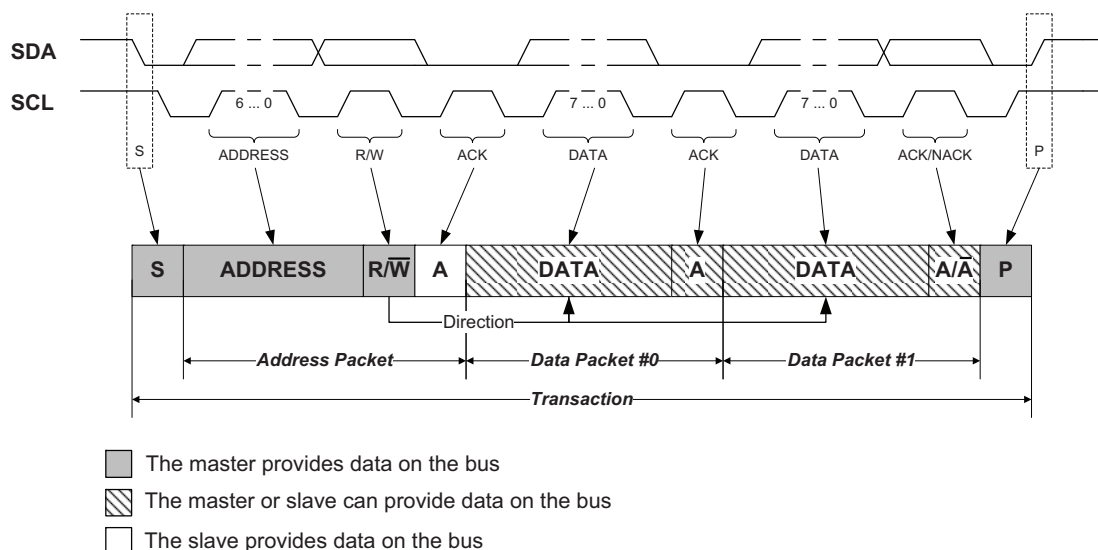 SDA
SCL
6 ... 0
7 ... 0
7 ... 0
S
ADDRESS
R/W
ACK
DATA
ACK
DATA
ACK/NACK
P
S
ADDRESS
R/W̅
A
DATA
A
DATA
A/A̅
P
Direction
Address Packet
Data Packet #0
Data Packet #1
Transaction
The master provides data on the bus
The master or slave can provide data on the bus
The slave provides data on the bus